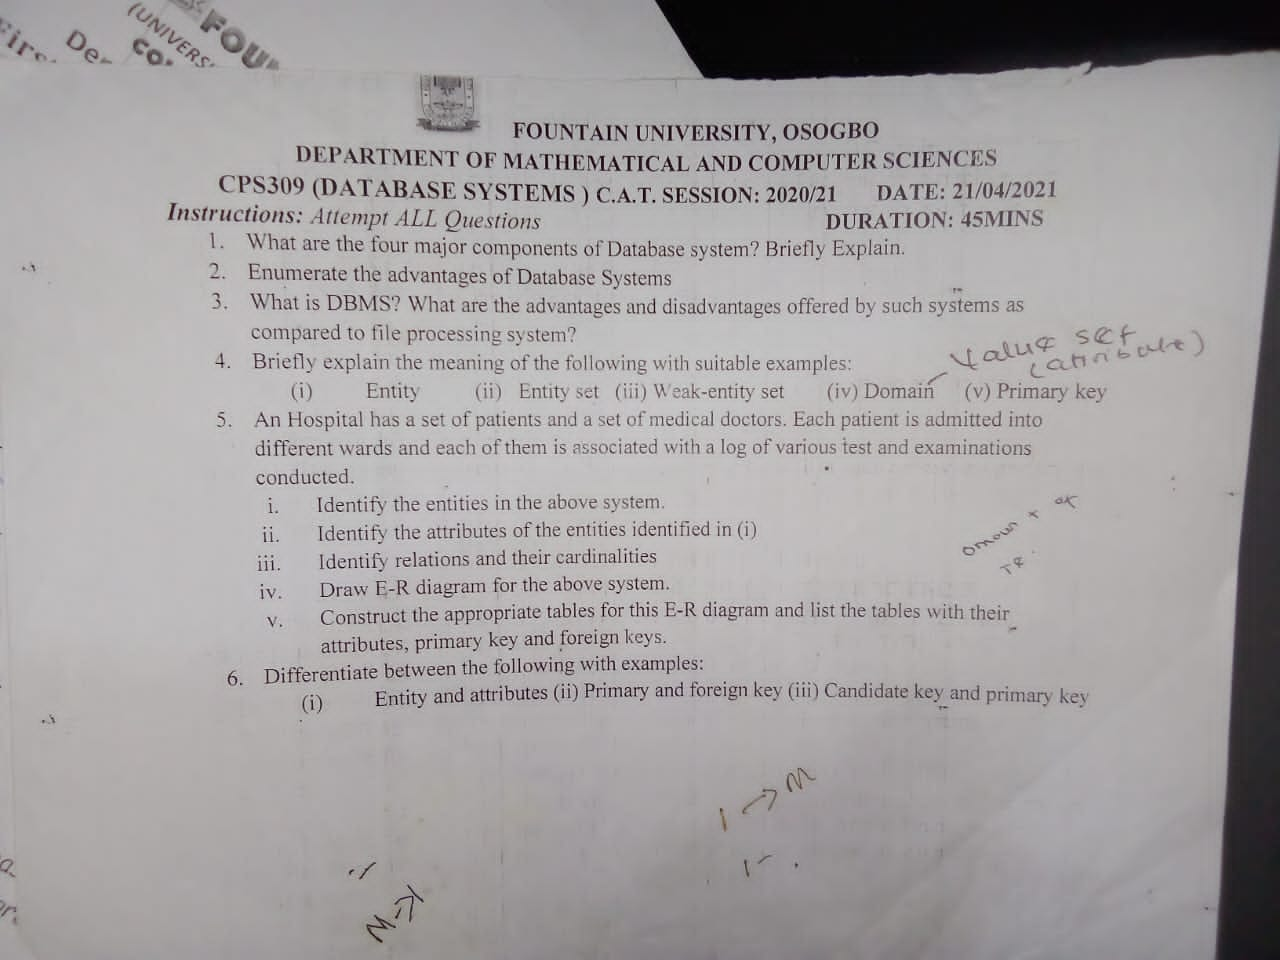 FOUN
(UNIVERS
CO.
De
FOUNTAIN UNIVERSITY, OSOGBO
DEPARTMENT OF MATHEMATICAL AND COMPUTER SCIENCES
CPS309 (DATABASE SYSTEMS ) C.A.T. SESSION: 2020/21 DATE: 21/04/2021
Instructions: Attempt ALL Questions DURATION: 45MINS
1. What are the four major components of Database system? Briefly Explain.
2. Enumerate the advantages of Database Systems
3. What is DBMS? What are the advantages and disadvantages offered by such systems as
compared to file processing system?
4. Briefly explain the meaning of the following with suitable examples:
Value set
(attribute)
(i) Entity (ii) Entity set (iii) Weak-entity set (iv) Domain (v) Primary key
5. An Hospital has a set of patients and a set of medical doctors. Each patient is admitted into
different wards and each of them is associated with a log of various test and examinations
conducted.
i. Identify the entities in the above system.
ii. Identify the attributes of the entities identified in (i)
iii. Identify relations and their cardinalities
iv. Draw E-R diagram for the above system.
v. Construct the appropriate tables for this E-R diagram and list the tables with their
attributes, primary key and foreign keys.
6. Differentiate between the following with examples:
(i) Entity and attributes (ii) Primary and foreign key (iii) Candidate key and primary key
1 → M